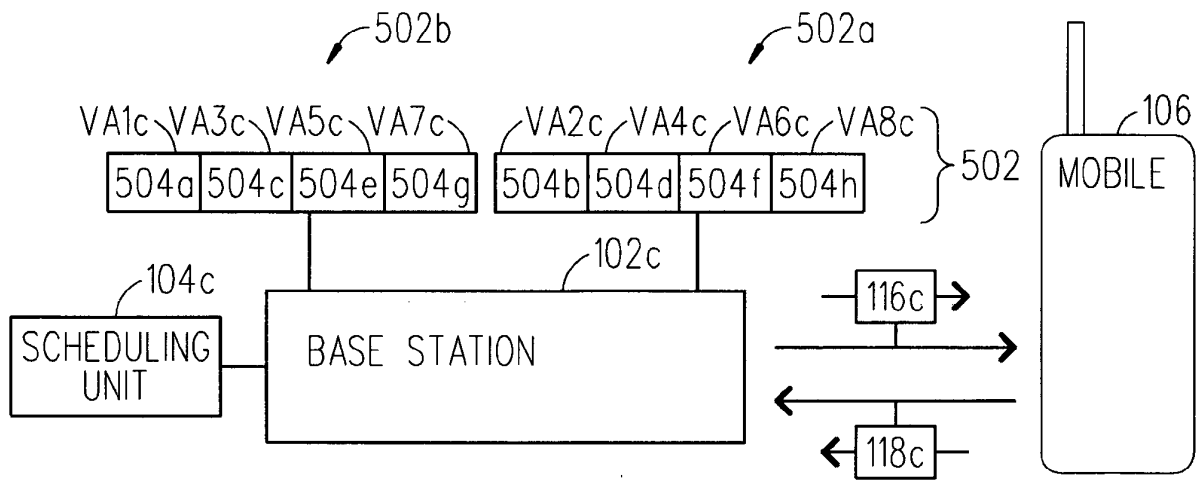 502b 502a
VA1c VA3c VA5c VA7c VA2c VA4c VA6c VA8c 106
504a 504c 504e 504g 504b 504d 504f 504h 502 MOBILE
104c 102c
116c
SCHEDULING
UNIT
BASE STATION
118c